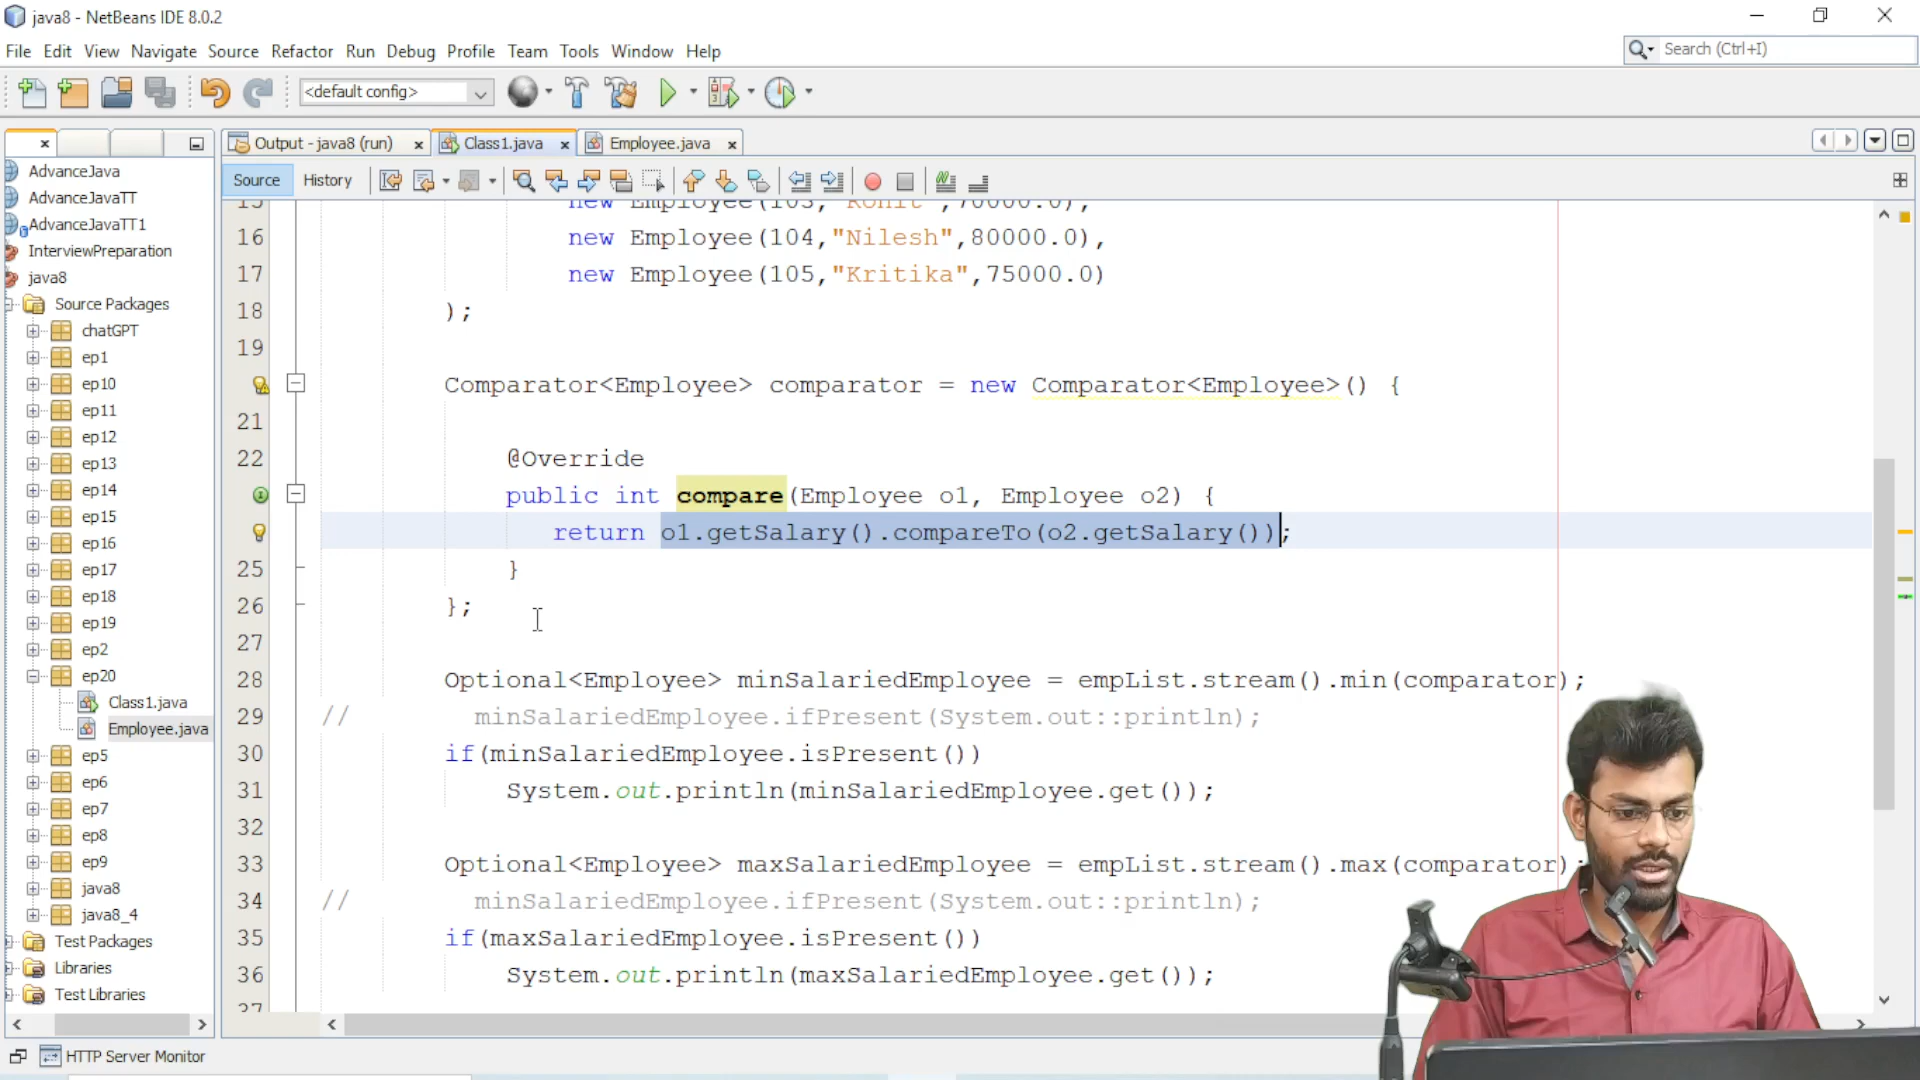 java8 - NetBeans IDE 8.0.2
File Edit View Navigate Source Refactor Run Debug Profile Team Tools Window Help
Search (Ctrl+I)
<default config>
Output - java8 (run) Class1.java Employee.java
Source History
AdvanceJava
AdvanceJavaTT
AdvanceJavaTT1
InterviewPreparation
java8
Source Packages
chatGPT
ep1
ep10
ep11
ep12
ep13
ep14
ep15
ep16
ep17
ep18
ep19
ep2
ep20
Class1.java
Employee.java
ep5
ep6
ep7
ep8
ep9
java8
java8_4
Test Packages
Libraries
Test Libraries
15 new Employee(103,"Rohit",70000.0),
16 new Employee(104,"Nilesh",80000.0),
17 new Employee(105,"Kritika",75000.0)
18 );
19
Comparator<Employee> comparator = new Comparator<Employee>() {
21
22 @Override
public int compare(Employee o1, Employee o2) {
return o1.getSalary().compareTo(o2.getSalary());
25 }
26 };
27
28 Optional<Employee> minSalariedEmployee = empList.stream().min(comparator);
29 // minSalariedEmployee.ifPresent(System.out::println);
30 if(minSalariedEmployee.isPresent())
31 System.out.println(minSalariedEmployee.get());
32
33 Optional<Employee> maxSalariedEmployee = empList.stream().max(comparator);
34 // minSalariedEmployee.ifPresent(System.out::println);
35 if(maxSalariedEmployee.isPresent())
36 System.out.println(maxSalariedEmployee.get());
37
HTTP Server Monitor